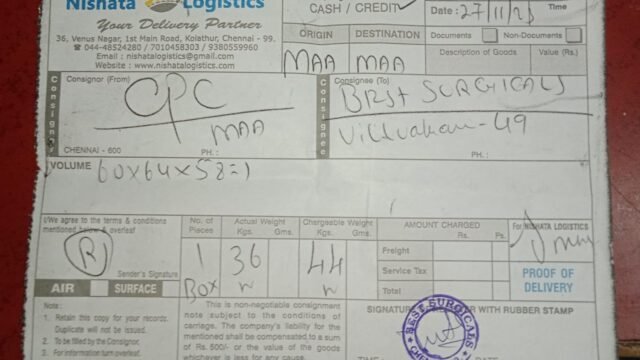 Nishata Logistics
Your Delivery Partner
36, Venus Nagar, 1st Main Road, Kolathur, Chennai - 99.
☎ 044-48524280 / 7010458303 / 9380559960
Email : nishatalogistics@gmail.com
Website : www.nishatalogistics.com
CASH / CREDIT
Date : 27/11/25 Time
ORIGIN DESTINATION
MAA MAA
Documents Non-Documents
Description of Goods Value (Rs.)
Consignor Consignor (From)
CPC
MAA
CHENNAI - 600 PH. :
Consignee Consignee (To)
BEST SURGICALS
Villivakam - 49
PH. :
VOLUME 60x64x58=1
I/We agree to the terms & conditions
mentioned below & overleaf
R
Sender's Signature
AIR SURFACE
No. of Pieces
1
BOX
Actual Weight
Kgs. Gms.
36
Chargeable Weight
Kgs. Gms.
44
AMOUNT CHARGED
Rs. Ps.
Freight
Service Tax
Total
For NISHATA LOGISTICS
PROOF OF
DELIVERY
Note :
1. Retain this copy for your records.
Duplicate will not be issued.
2. To be filled by the Consignor.
3. For information turn overleaf.
This is non-negotiable consignment
note subject to the conditions of
carriage. The company's liability for the
mentioned shall be compensated to a sum
of Rs. 500/- or the value of the goods
whichever is less for any cause.
SIGNATURE WITH RUBBER STAMP
BEST SURGICALS
TIME :